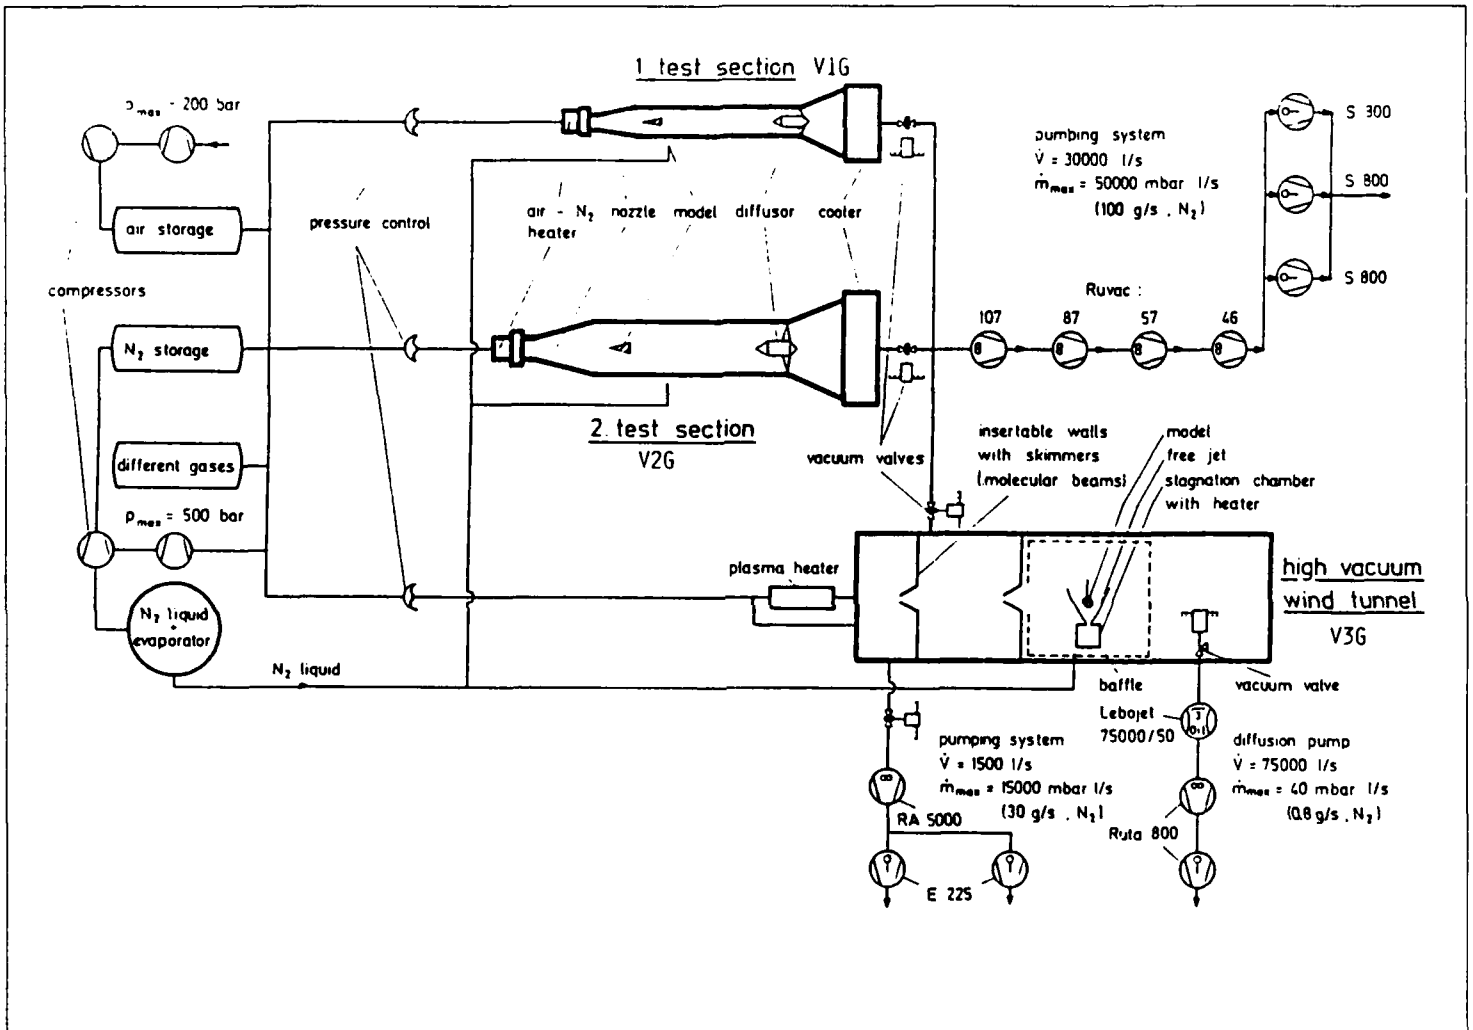 1 test section V1G
max - 200 bar
pumping system
V̇ = 30000 l/s
ṁmax = 50000 mbar l/s
(100 g/s , N₂)
S 300
S 800
S 800
air storage
pressure control
air - N₂ heater
nozzle
model
diffusor
cooler
compressors
N₂ storage
Ruvac :
107
87
57
46
different gases
pmax = 500 bar
2. test section
V2G
vacuum valves
insertable walls
with skimmers
(molecular beams)
model
free jet
stagnation chamber
with heater
plasma heater
high vacuum
wind tunnel
V3G
N₂ liquid
+
evaporator
N₂ liquid
baffle
vacuum valve
Lebojet
75000/50
pumping system
V̇ = 1500 l/s
ṁmax = 15000 mbar l/s
(30 g/s , N₂)
diffusion pump
V̇ = 75000 l/s
ṁmax = 40 mbar l/s
(0.8 g/s , N₂)
RA 5000
Ruta 800
E 225